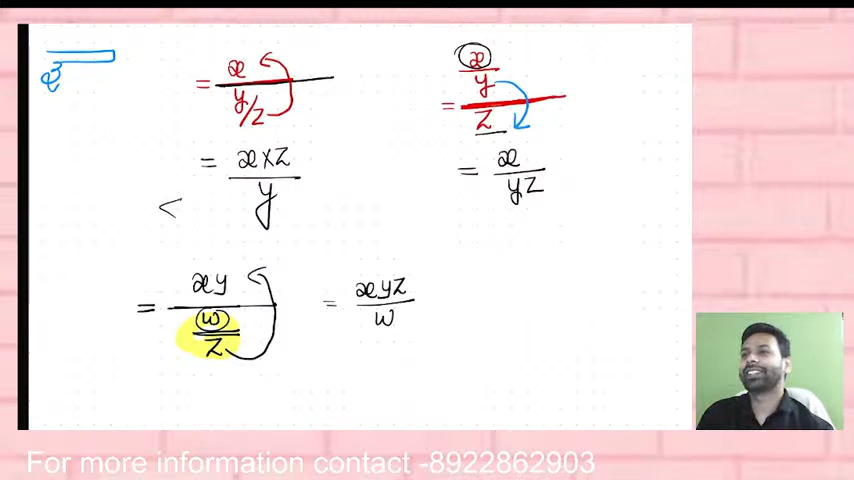 = x / (y/z)
= x×z / y
<
= (x/y) / z
= x / yz
= xy / (w/z) = xyz / w
For more information contact -8922862903